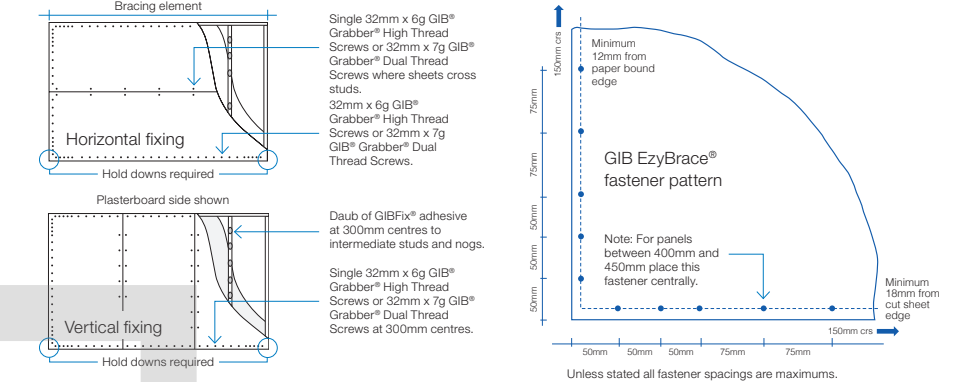 Bracing element
Single 32mm x 6g GIB®
Grabber® High Thread
Screws or 32mm x 7g GIB®
Grabber® Dual Thread
Screws where sheets cross
studs.
32mm x 6g GIB®
Grabber® High Thread
Screws or 32mm x 7g
GIB® Grabber® Dual
Thread Screws.
Horizontal fixing
Hold downs required
Plasterboard side shown
Daub of GIBFix® adhesive
at 300mm centres to
intermediate studs and nogs.
Single 32mm x 6g GIB®
Grabber® High Thread
Screws or 32mm x 7g GIB®
Grabber® Dual Thread
Screws at 300mm centres.
Vertical fixing
Hold downs required
150mm crs
Minimum
12mm from
paper bound
edge
75mm
75mm
50mm
50mm
50mm
GIB EzyBrace®
fastener pattern
Note: For panels
between 400mm and
450mm place this
fastener centrally.
Minimum
18mm from
cut sheet
edge
150mm crs
50mm
50mm
50mm
75mm
75mm
Unless stated all fastener spacings are maximums.